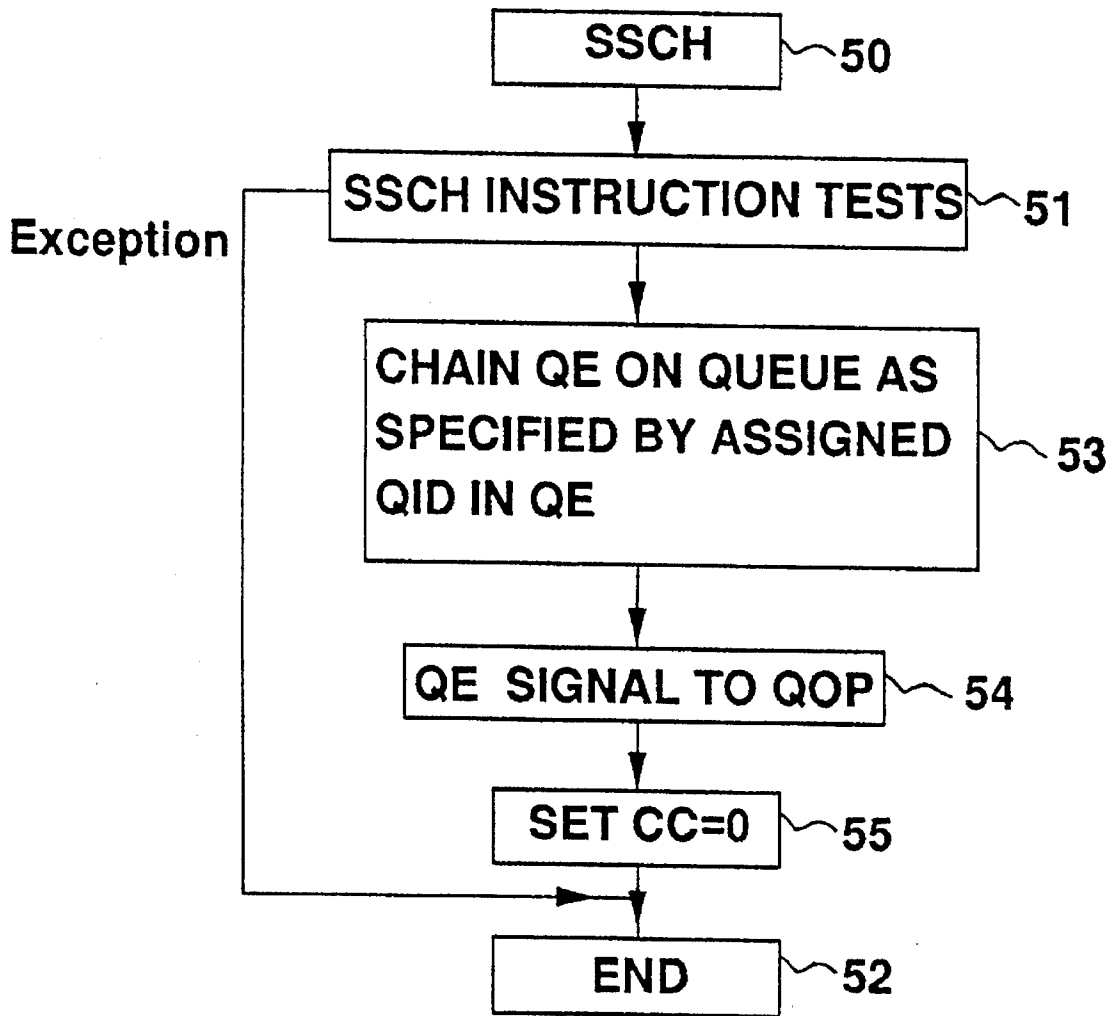 SSCH
50
SSCH INSTRUCTION TESTS
51
Exception
CHAIN QE ON QUEUE AS
SPECIFIED BY ASSIGNED
QID IN QE
53
QE SIGNAL TO QOP
54
SET CC=0
55
END
52